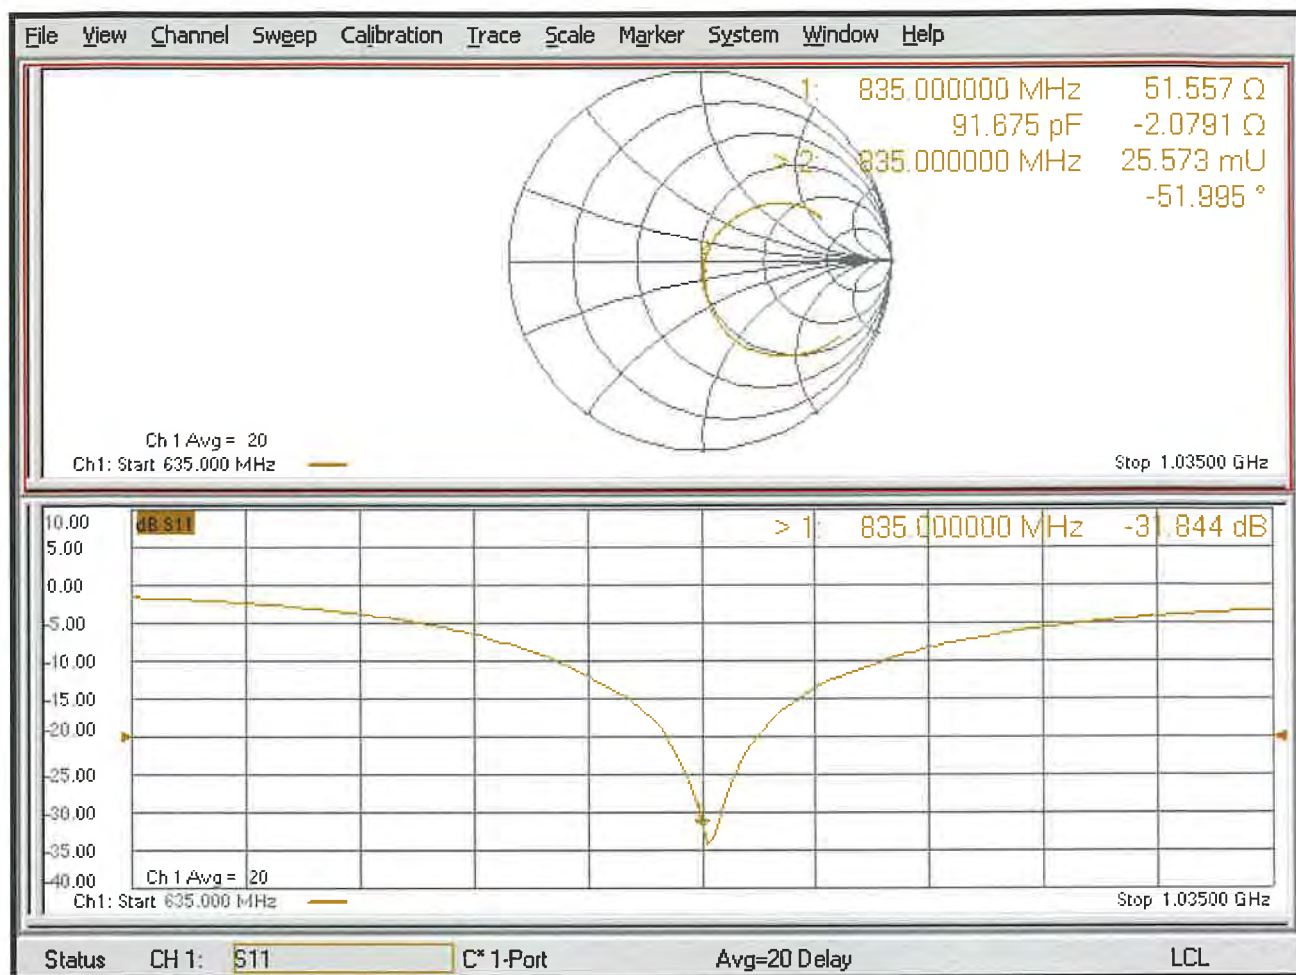 File View Channel Sweep Calibration Trace Scale Marker System Window Help
1: 835.000000 MHz 51.557 Ω
91.675 pF -2.0791 Ω
> 2: 835.000000 MHz 25.573 mU
-51.995 °
Ch 1 Avg = 20
Ch1: Start 635.000 MHz
Stop 1.03500 GHz
10.00
dB S11
> 1: 835.000000 MHz -31.844 dB
5.00
0.00
-5.00
-10.00
-15.00
-20.00
-25.00
-30.00
-35.00
-40.00
Ch 1 Avg = 20
Ch1: Start 635.000 MHz
Stop 1.03500 GHz
Status CH 1: S11 C* 1-Port Avg=20 Delay LCL